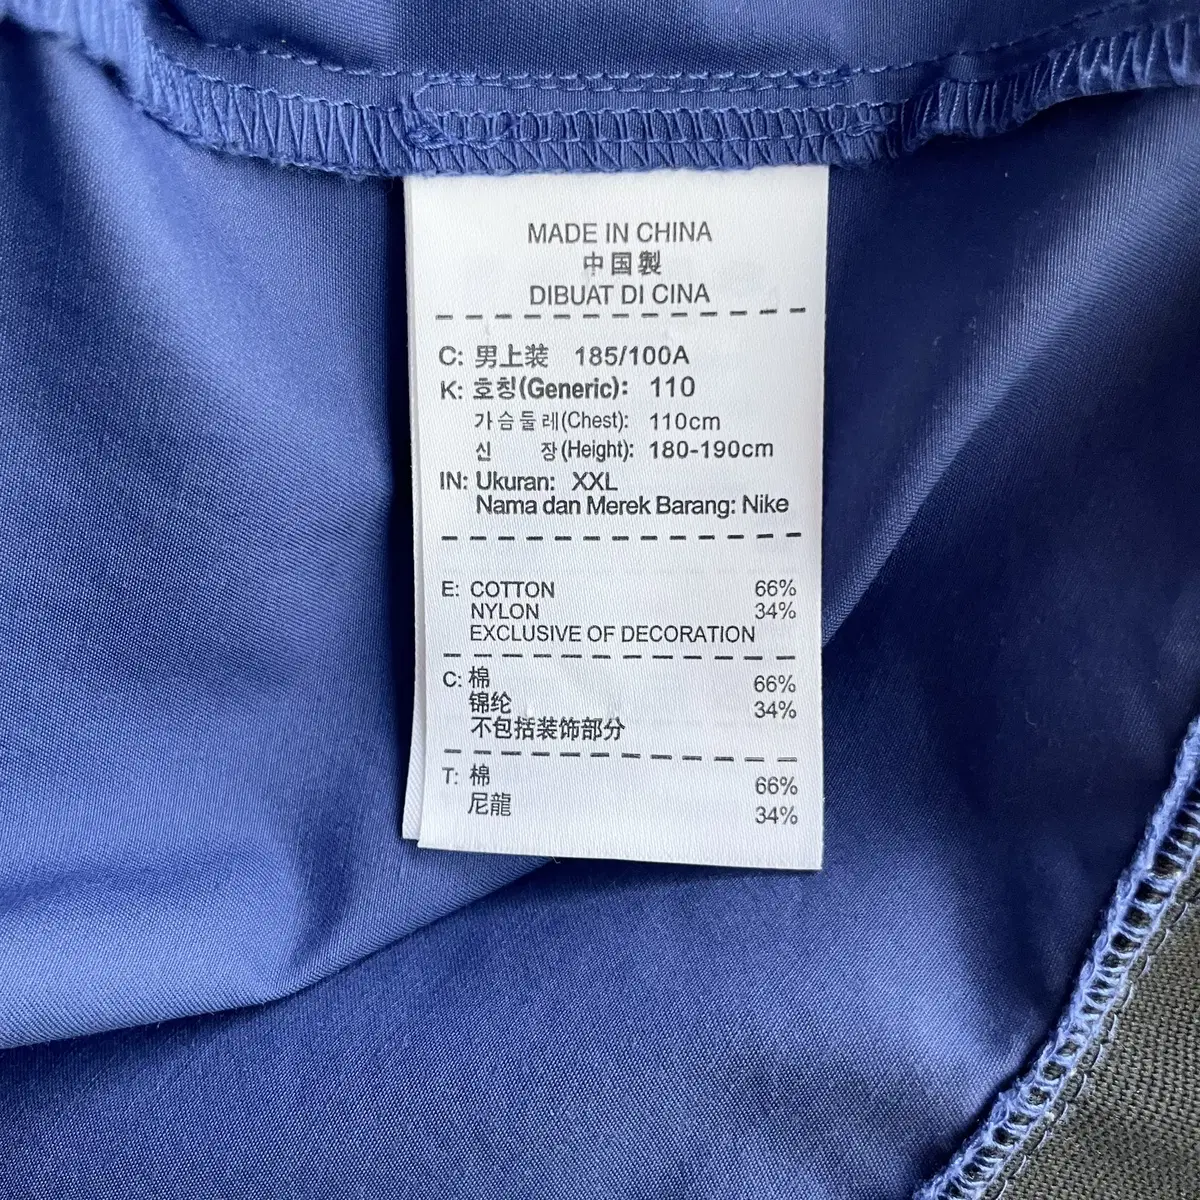 MADE IN CHINA
中国製
DIBUAT DI CINA
C: 男上装 185/100A
K: 호칭(Generic): 110
가슴둘레(Chest): 110cm
신 장(Height): 180-190cm
IN: Ukuran: XXL
Nama dan Merek Barang: Nike
E: COTTON 66%
NYLON 34%
EXCLUSIVE OF DECORATION
C: 棉 66%
锦纶 34%
不包括装饰部分
T: 棉 66%
尼龍 34%